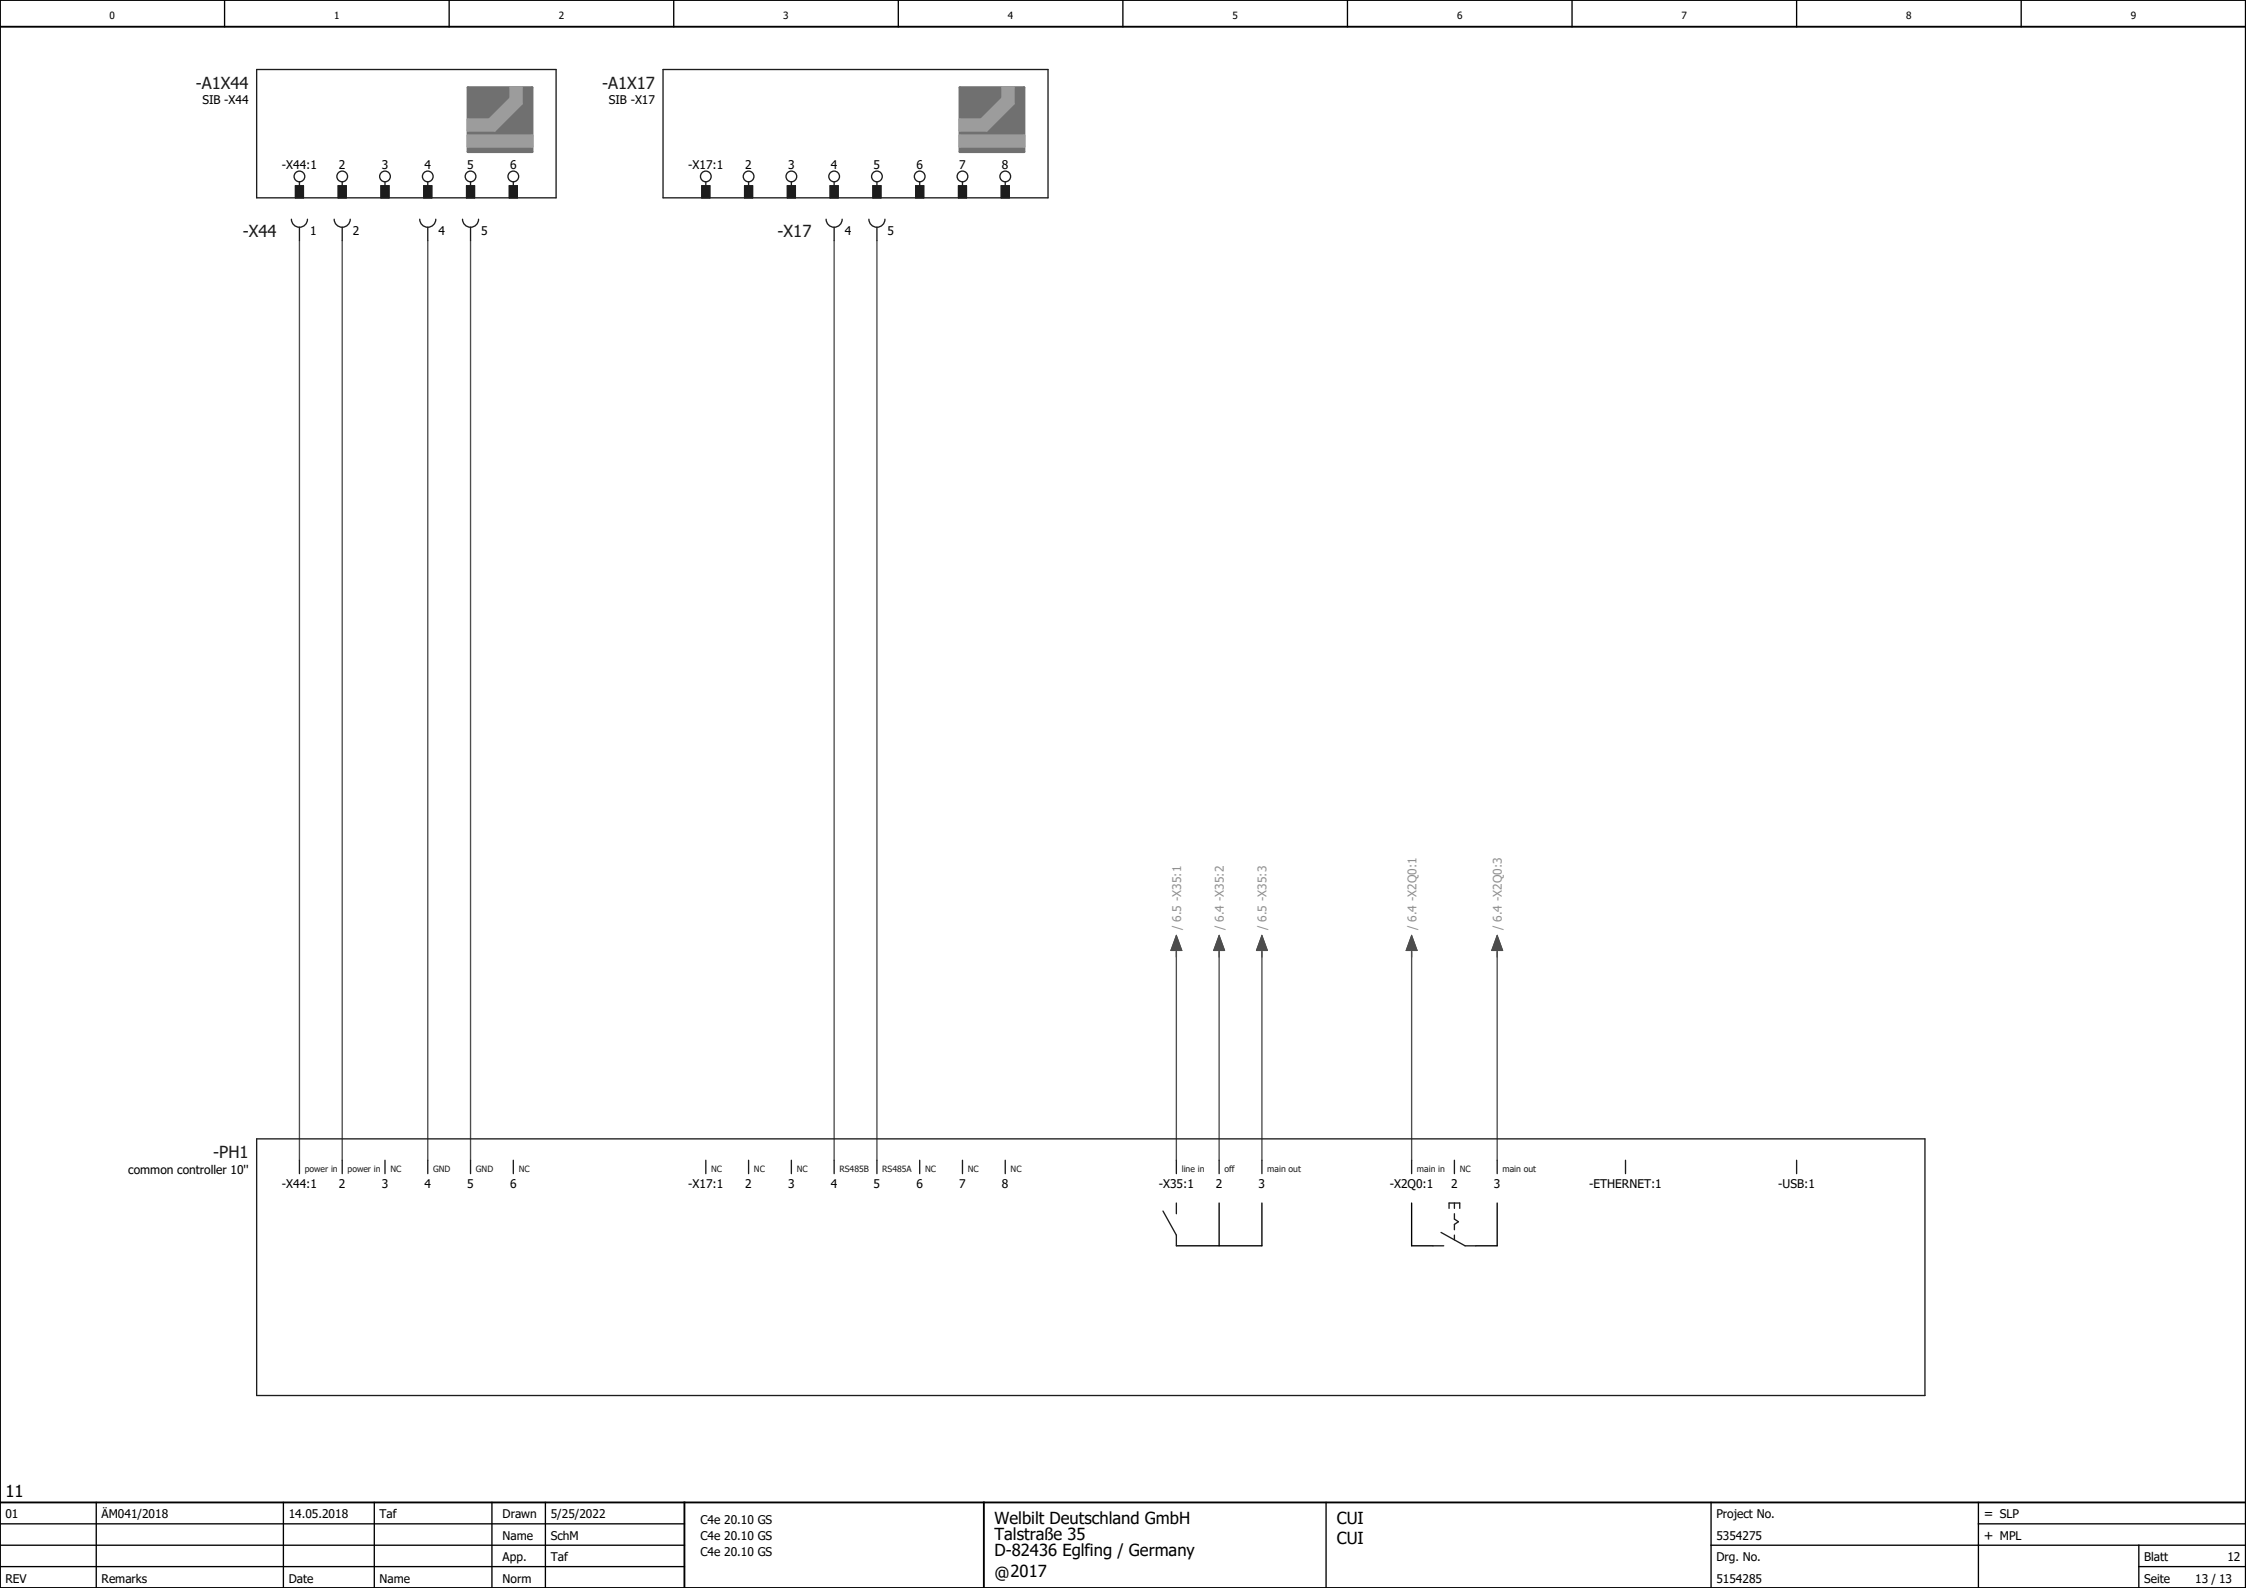 0 1 2 3 4 5 6 7 8 9
-A1X44
SIB -X44
-X44:1 2 3 4 5 6
-A1X17
SIB -X17
-X17:1 2 3 4 5 6 7 8
-X44 1 2 4 5
-X17 4 5
/ 6.5 -X35:1
/ 6.4 -X35:2
/ 6.5 -X35:3
/ 6.4 -X2Q0:1
/ 6.4 -X2Q0:3
-PH1
common controller 10"
power in power in NC GND GND NC
-X44:1 2 3 4 5 6
NC NC NC RS485B RS485A NC NC NC
-X17:1 2 3 4 5 6 7 8
line in off main out
-X35:1 2 3
main in NC main out
-X2Q0:1 2 3
-ETHERNET:1
-USB:1
11
01 ÄM041/2018 14.05.2018 Taf
REV Remarks Date Name
Drawn 5/25/2022
Name SchM
App. Taf
Norm
C4e 20.10 GS
C4e 20.10 GS
C4e 20.10 GS
Welbilt Deutschland GmbH
Talstraße 35
D-82436 Eglfing / Germany
@2017
CUI
CUI
Project No.
5354275
Drg. No.
5154285
= SLP
+ MPL
Blatt 12
Seite 13 / 13